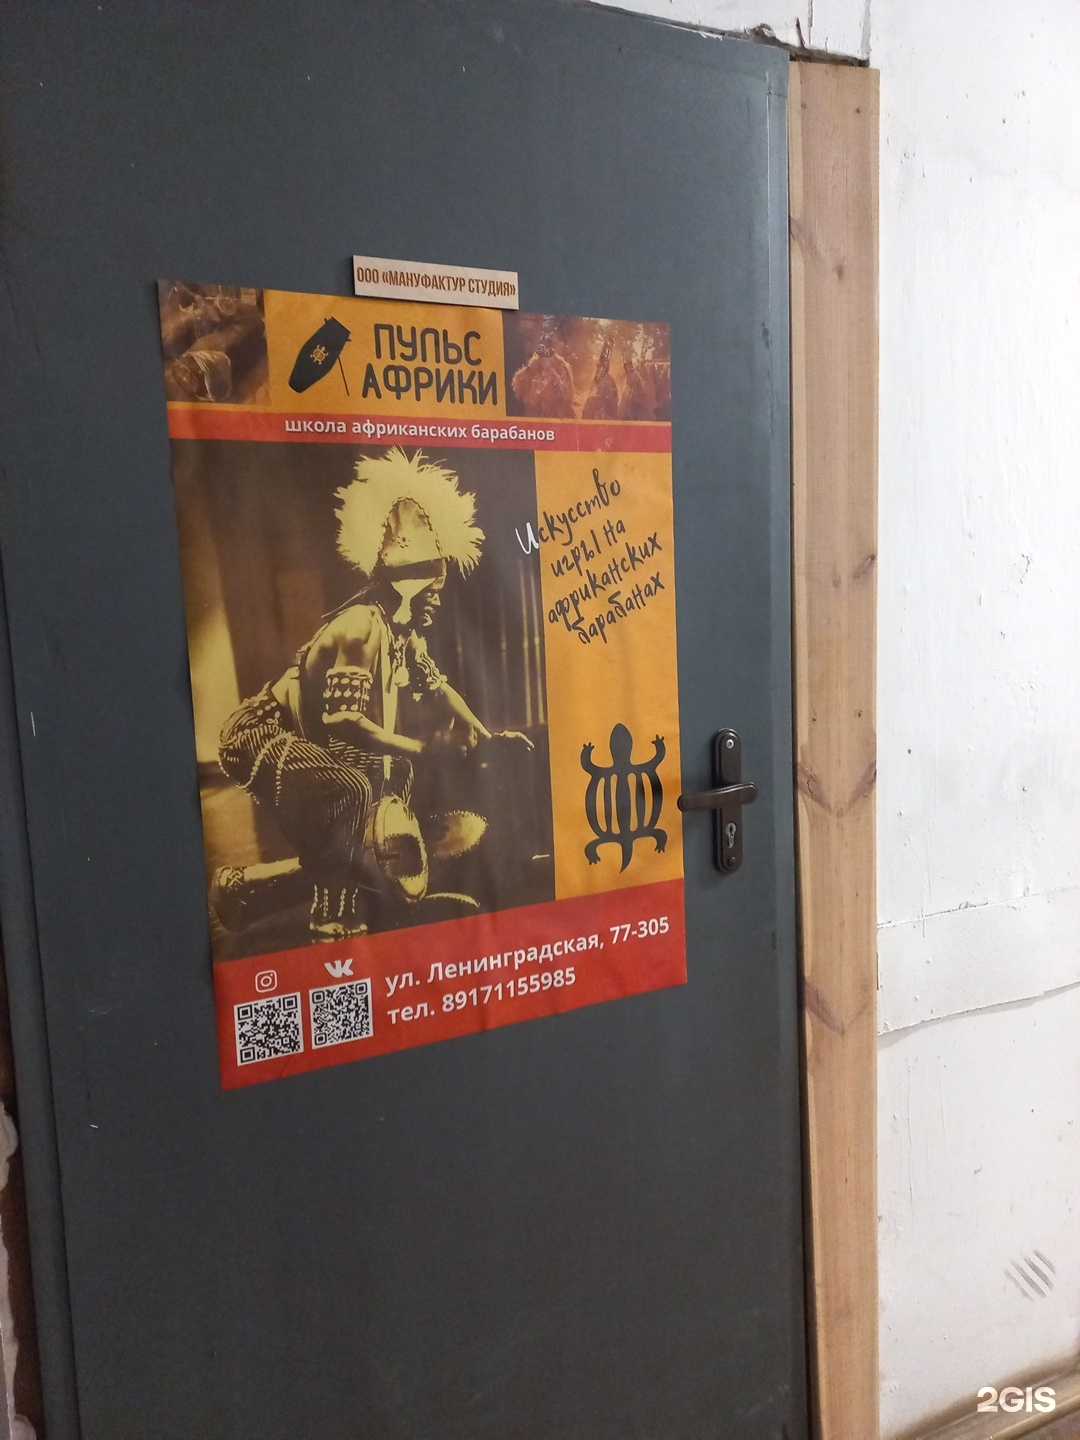 ООО «МАНУФАКТУР СТУДИЯ»
ПУЛЬС
АФРИКИ
школа африканских барабанов
Искусство
игры на
африканских
барабанах
ул. Ленинградская, 77-305
тел. 89171155985
2GIS